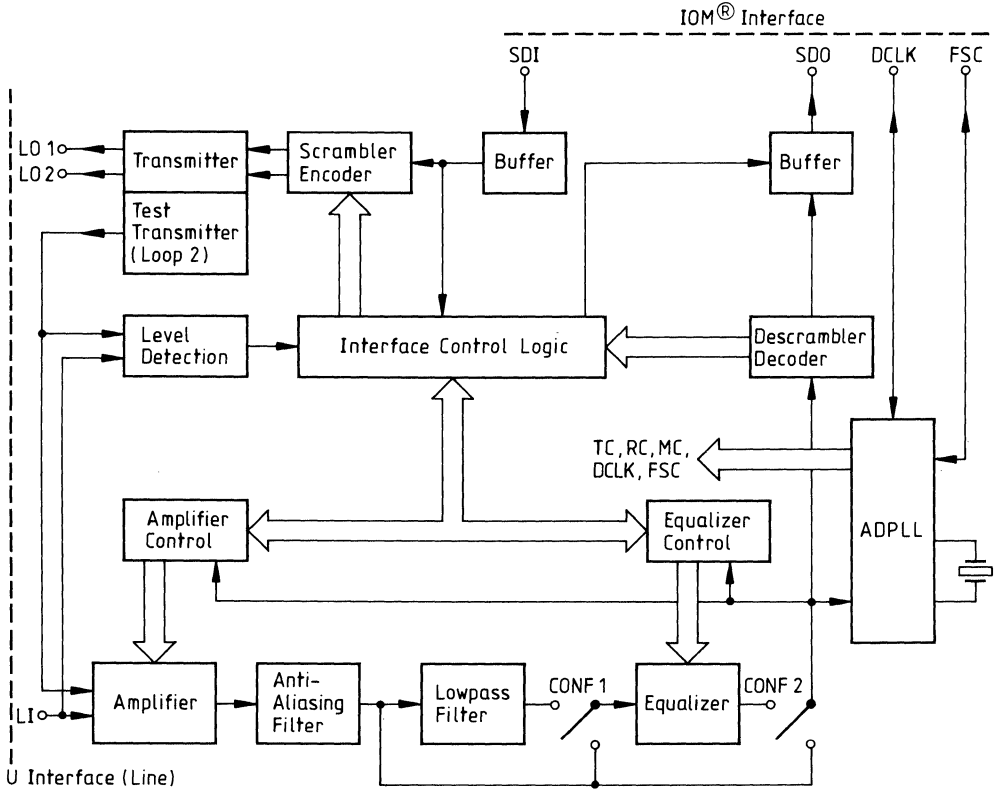 IOM® Interface
SDI
SDO
DCLK
FSC
LO 1
LO 2
Transmitter
Scrambler
Encoder
Buffer
Buffer
Test
Transmitter
(Loop 2)
Level
Detection
Interface Control Logic
Descrambler
Decoder
TC, RC, MC,
DCLK, FSC
Amplifier
Control
Equalizer
Control
ADPLL
LI
Amplifier
Anti-
Aliasing
Filter
Lowpass
Filter
CONF 1
Equalizer
CONF 2
U Interface (Line)